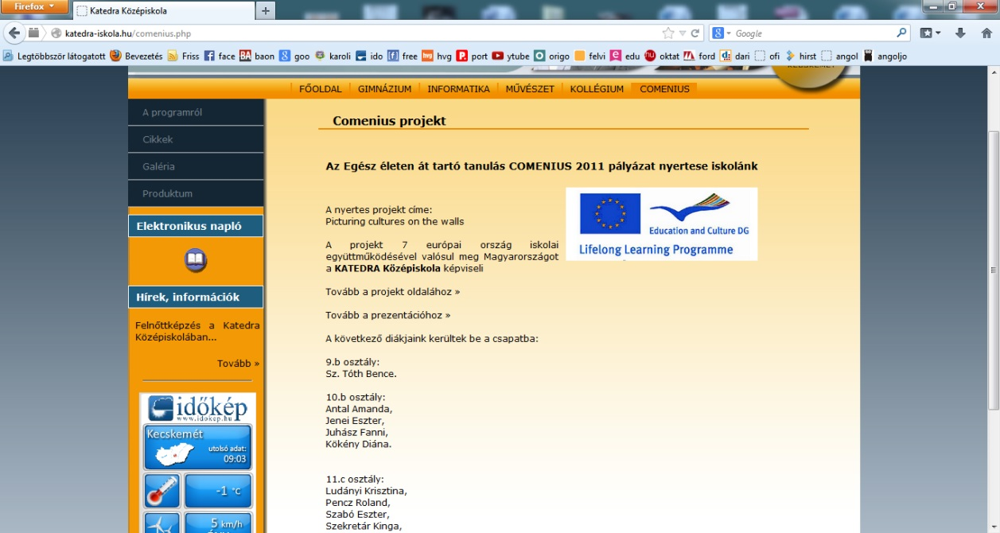 Firefox
Katedra Középiskola
katedra-iskola.hu/comenius.php
Google
Legtöbbször látogatott Bevezetés Friss face baon goo karoli ido free hvg port ytube origo felvi edu oktat ford dari ofi hirst angol angoljo
KECSKEMÉT
FŐOLDAL GIMNÁZIUM INFORMATIKA MŰVÉSZET KOLLÉGIUM COMENIUS
A programról
Cikkek
Galéria
Produktum
Elektronikus napló
Hírek, információk
Felnőttképzés a Katedra
Középiskolában...
Tovább »
időkép
www.idokep.hu
Kecskemét
utolsó adat:
09:03
-1 °C
5 km/h
Comenius projekt
Az Egész életen át tartó tanulás COMENIUS 2011 pályázat nyertese iskolánk
A nyertes projekt címe:
Picturing cultures on the walls
A projekt 7 európai ország iskolai
együttműködésével valósul meg Magyarországot
a KATEDRA Középiskola képviseli
Education and Culture DG
Lifelong Learning Programme
Tovább a projekt oldalához »
Tovább a prezentációhoz »
A következő diákjaink kerültek be a csapatba:
9.b osztály:
Sz. Tóth Bence.
10.b osztály:
Antal Amanda,
Jenei Eszter,
Juhász Fanni,
Kökény Diána.
11.c osztály:
Ludányi Krisztina,
Pencz Roland,
Szabó Eszter,
Szekretár Kinga,